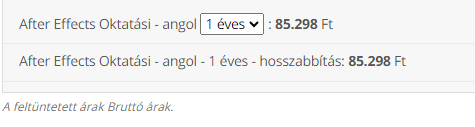 After Effects Oktatási - angol 1 éves : 85.298 Ft
After Effects Oktatási - angol - 1 éves - hosszabbítás: 85.298 Ft
A feltüntetett árak Bruttó árak.